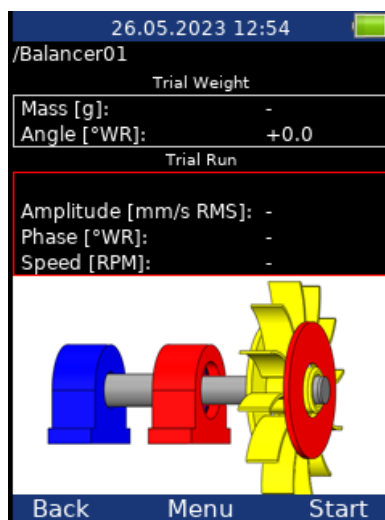 26.05.2023 12:54
/Balancer01
Trial Weight
Mass [g]: -
Angle [°WR]: +0.0
Trial Run
Amplitude [mm/s RMS]: -
Phase [°WR]: -
Speed [RPM]: -
Back Menu Start